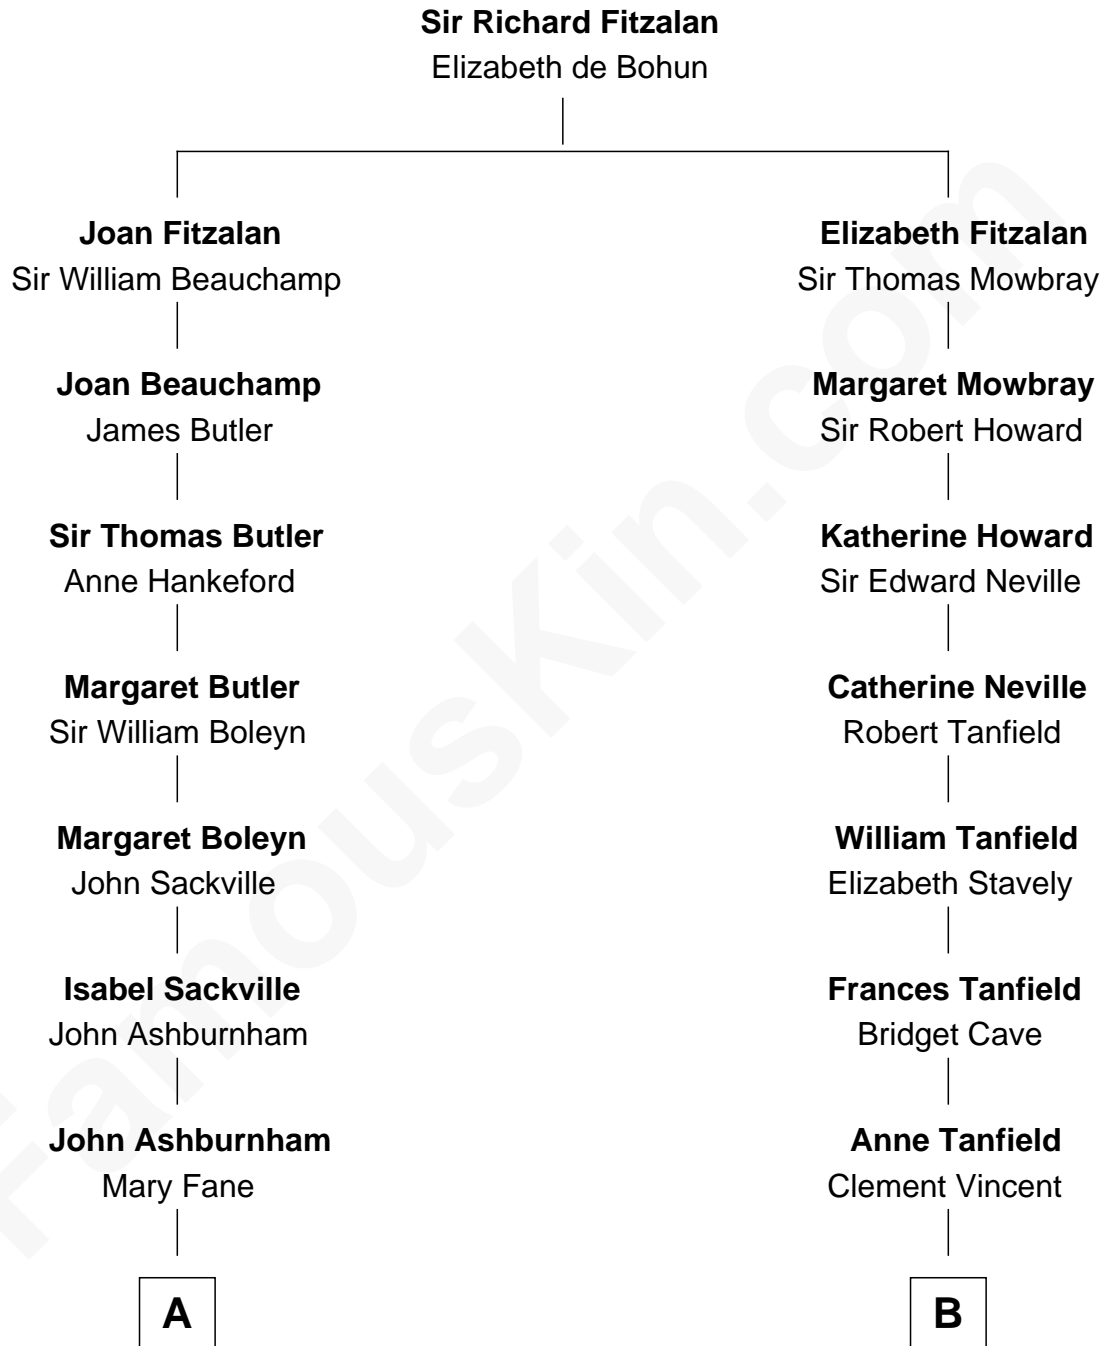 Sir Richard Fitzalan
Elizabeth de Bohun
Joan Fitzalan
Sir William Beauchamp
Elizabeth Fitzalan
Sir Thomas Mowbray
Joan Beauchamp
James Butler
Margaret Mowbray
Sir Robert Howard
Sir Thomas Butler
Anne Hankeford
Katherine Howard
Sir Edward Neville
Margaret Butler
Sir William Boleyn
Catherine Neville
Robert Tanfield
Margaret Boleyn
John Sackville
William Tanfield
Elizabeth Stavely
Isabel Sackville
John Ashburnham
Frances Tanfield
Bridget Cave
John Ashburnham
Mary Fane
Anne Tanfield
Clement Vincent
A
B
FamousKin.com